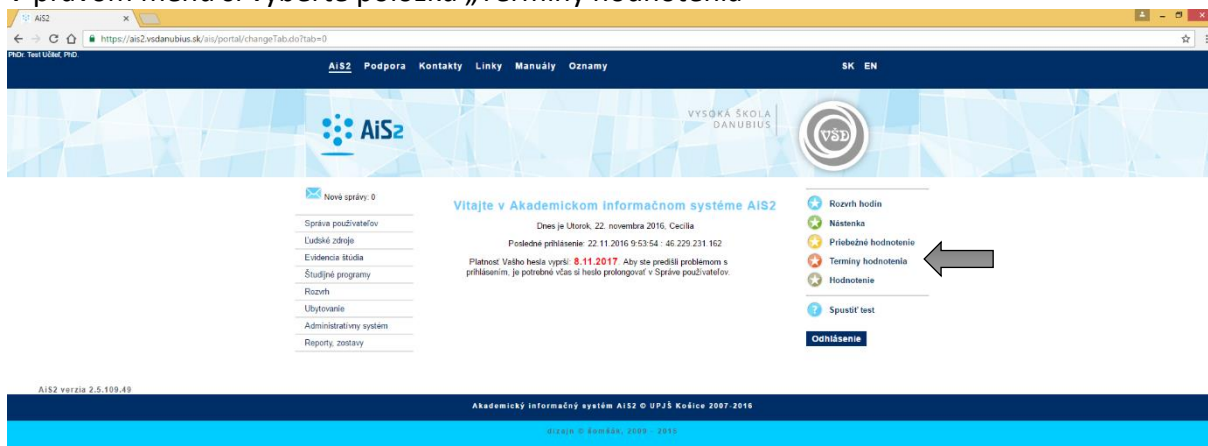 V pravom menu si vyberte položku „Termíny hodnotenia"
AiS2
https://ais2.vsdanubius.sk/ais/portal/changeTab.do?tab=0
PhDr. Test Učiteľ, PhD.
AiS2 Podpora Kontakty Linky Manuály Oznamy SK EN
AiS2
VYSOKÁ ŠKOLA
DANUBIUS
VŠD
Nové správy: 0
Správa používateľov
Ľudské zdroje
Evidencia štúdia
Študijné programy
Rozvrh
Ubytovanie
Administratívny systém
Reporty, zostavy
Vitajte v Akademickom informačnom systéme AIS2
Dnes je Utorok, 22. novembra 2016, Cecília
Posledné prihlásenie: 22.11.2016 9:53:54 : 46.229.231.162
Platnosť Vášho hesla vyprší: 8.11.2017. Aby ste predišli problémom s
prihlásením, je potrebné včas si heslo prolongovať v Správe používateľov.
Rozvrh hodín
Nástenka
Priebežné hodnotenie
Termíny hodnotenia
Hodnotenie
Spustiť test
Odhlásenie
AiS2 verzia 2.5.109.49
Akademický informačný systém AiS2 © UPJŠ Košice 2007-2016
dizajn © 2009 - 2015